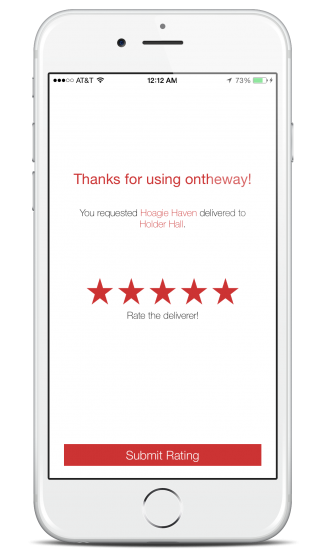 AT&T 12:12 AM 73%
Thanks for using ontheway!
You requested Hoagie Haven delivered to
Holder Hall.
Rate the deliverer!
Submit Rating